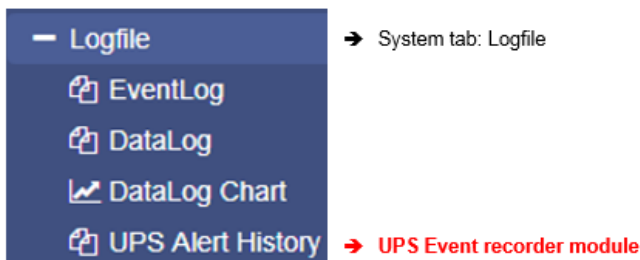 Logfile ➔ System tab: Logfile
EventLog
DataLog
DataLog Chart
UPS Alert History ➔ UPS Event recorder module